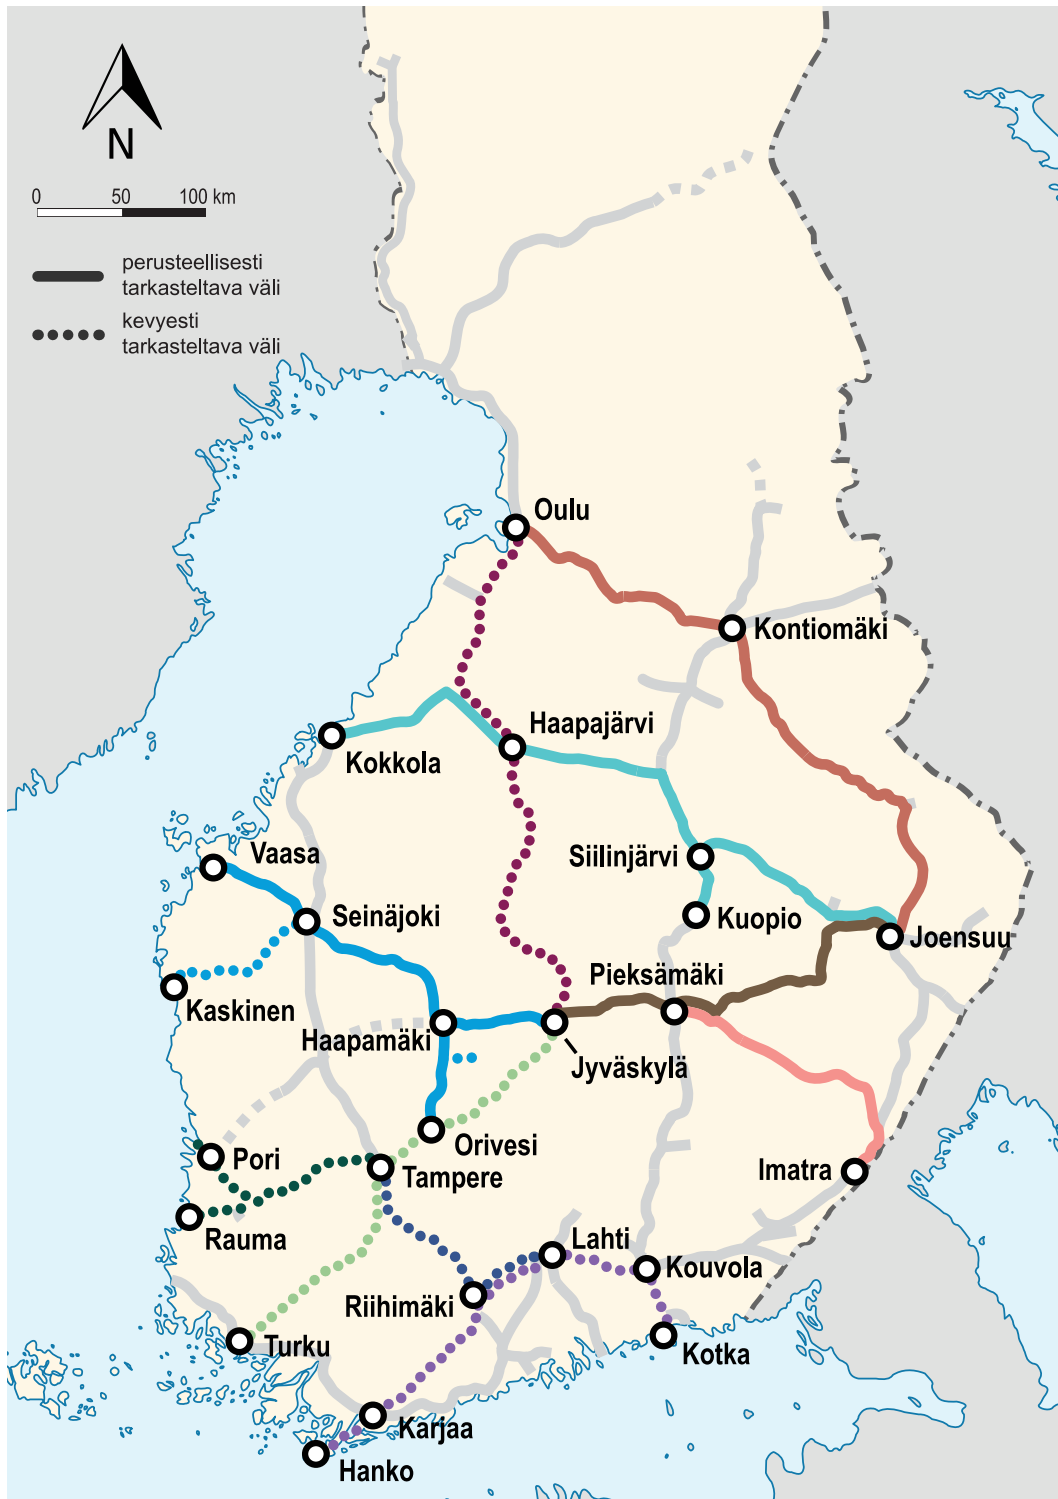 N
0 50 100 km
perusteellisesti
tarkasteltava väli
kevyesti
tarkasteltava väli
Oulu
Kontiomäki
Haapajärvi
Kokkola
Vaasa
Siilinjärvi
Seinäjoki
Kuopio
Joensuu
Pieksämäki
Kaskinen
Haapamäki
Jyväskylä
Orivesi
Pori
Tampere
Imatra
Rauma
Lahti
Kouvola
Riihimäki
Turku
Kotka
Karjaa
Hanko